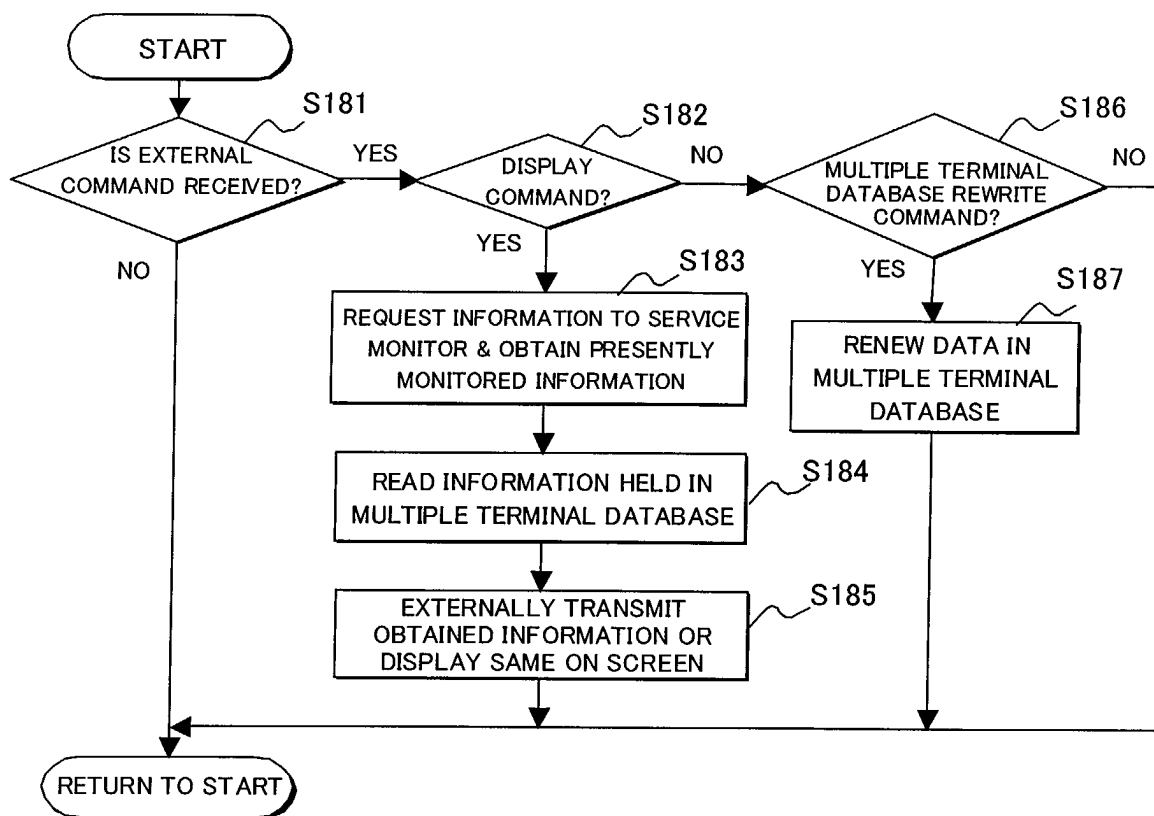 START
S181
IS EXTERNAL
COMMAND RECEIVED?
YES
NO
S182
DISPLAY
COMMAND?
NO
YES
S186
MULTIPLE TERMINAL
DATABASE REWRITE
COMMAND?
NO
YES
S183
REQUEST INFORMATION TO SERVICE
MONITOR & OBTAIN PRESENTLY
MONITORED INFORMATION
S187
RENEW DATA IN
MULTIPLE TERMINAL
DATABASE
S184
READ INFORMATION HELD IN
MULTIPLE TERMINAL DATABASE
S185
EXTERNALLY TRANSMIT
OBTAINED INFORMATION OR
DISPLAY SAME ON SCREEN
RETURN TO START